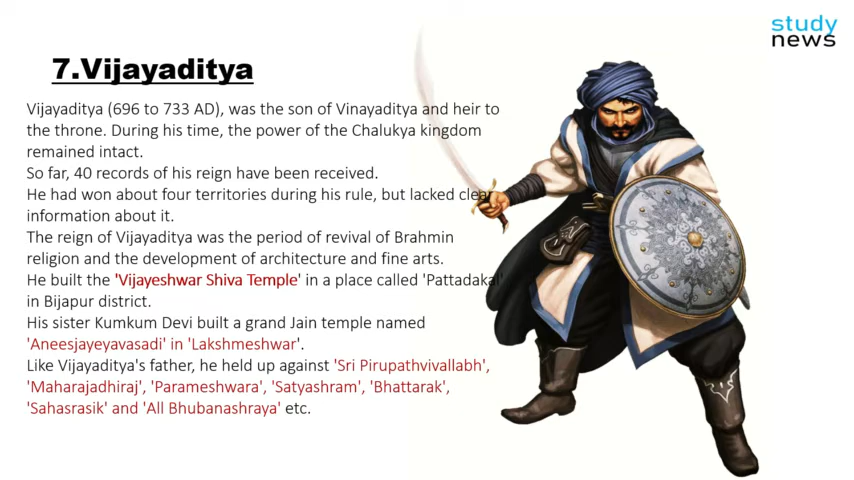 study
news
7.Vijayaditya
Vijayaditya (696 to 733 AD), was the son of Vinayaditya and heir to
the throne. During his time, the power of the Chalukya kingdom
remained intact.
So far, 40 records of his reign have been received.
He had won about four territories during his rule, but lacked clear
information about it.
The reign of Vijayaditya was the period of revival of Brahmin
religion and the development of architecture and fine arts.
He built the 'Vijayeshwar Shiva Temple' in a place called 'Pattadakal'
in Bijapur district.
His sister Kumkum Devi built a grand Jain temple named
'Aneesjayeyavasadi' in 'Lakshmeshwar'.
Like Vijayaditya's father, he held up against 'Sri Pirupathvivallabh',
'Maharajadhiraj', 'Parameshwara', 'Satyashram', 'Bhattarak',
'Sahasrasik' and 'All Bhubanashraya' etc.